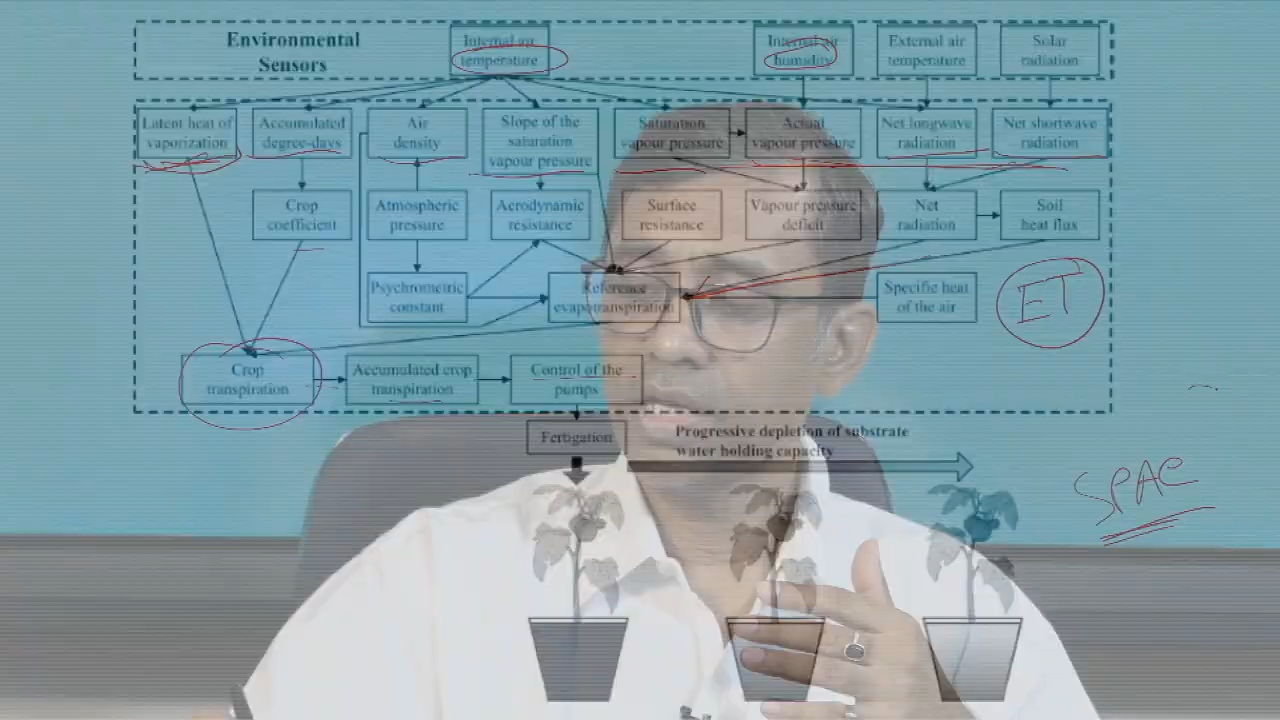 Environmental
Sensors
Internal air
temperature
Internal air
humidity
External air
temperature
Solar
radiation
Latent heat of
vaporization
Accumulated
degree-days
Air
density
Slope of the
saturation
vapour pressure
Saturation
vapour pressure
Actual
vapour pressure
Net longwave
radiation
Net shortwave
radiation
Crop
coefficient
Atmospheric
pressure
Aerodynamic
resistance
Surface
resistance
Vapour pressure
deficit
Net
radiation
Soil
heat flux
Psychrometric
constant
Reference
evapotranspiration
Specific heat
of the air
ET
Crop
transpiration
Accumulated crop
transpiration
Control of the
pumps
Fertigation
Progressive depletion of substrate
water holding capacity
SPAC